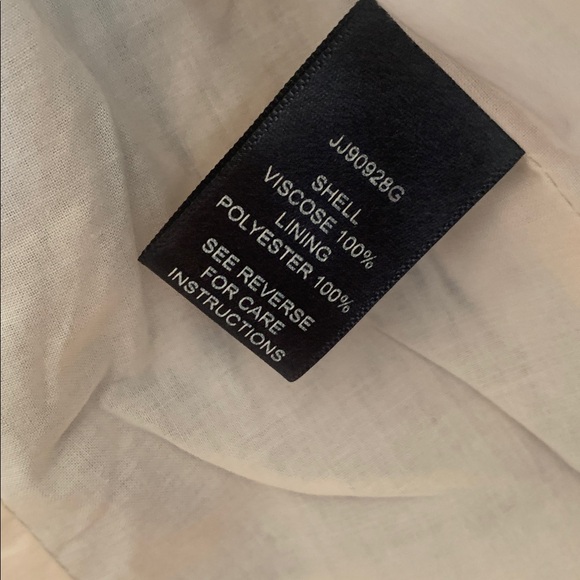 JJ90928G
SHELL
VISCOSE 100%
LINING
POLYESTER 100%
SEE REVERSE
FOR CARE
INSTRUCTIONS